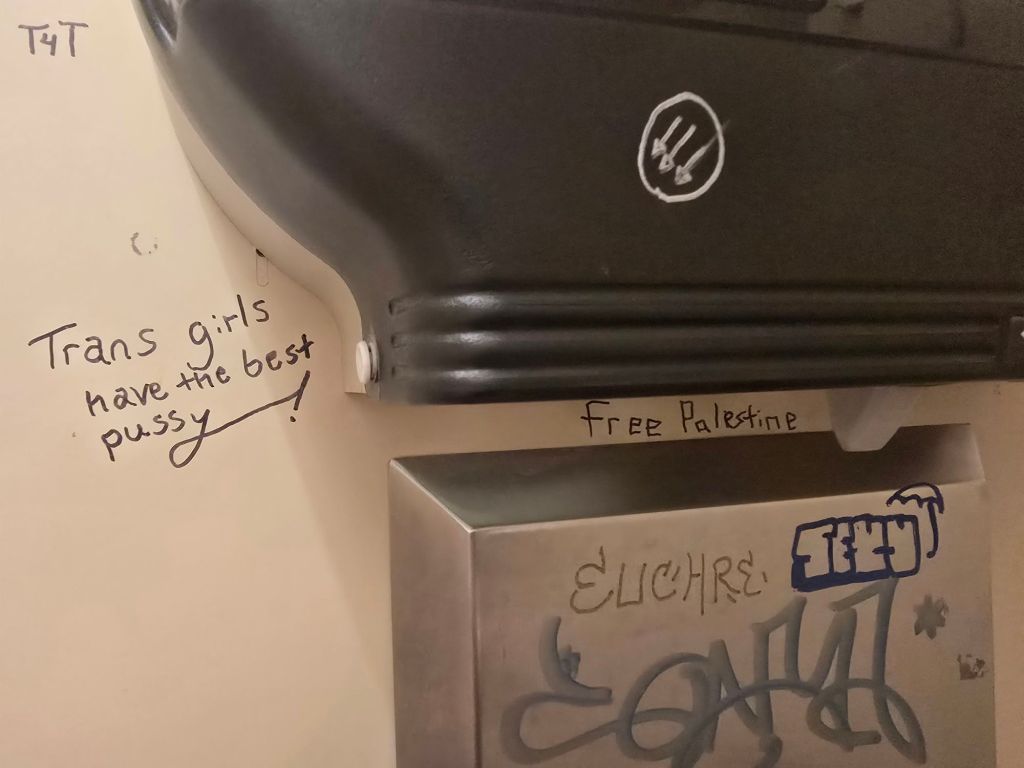 T4T
Trans girls
have the best
pussy!
Free Palestine
EUCHRE